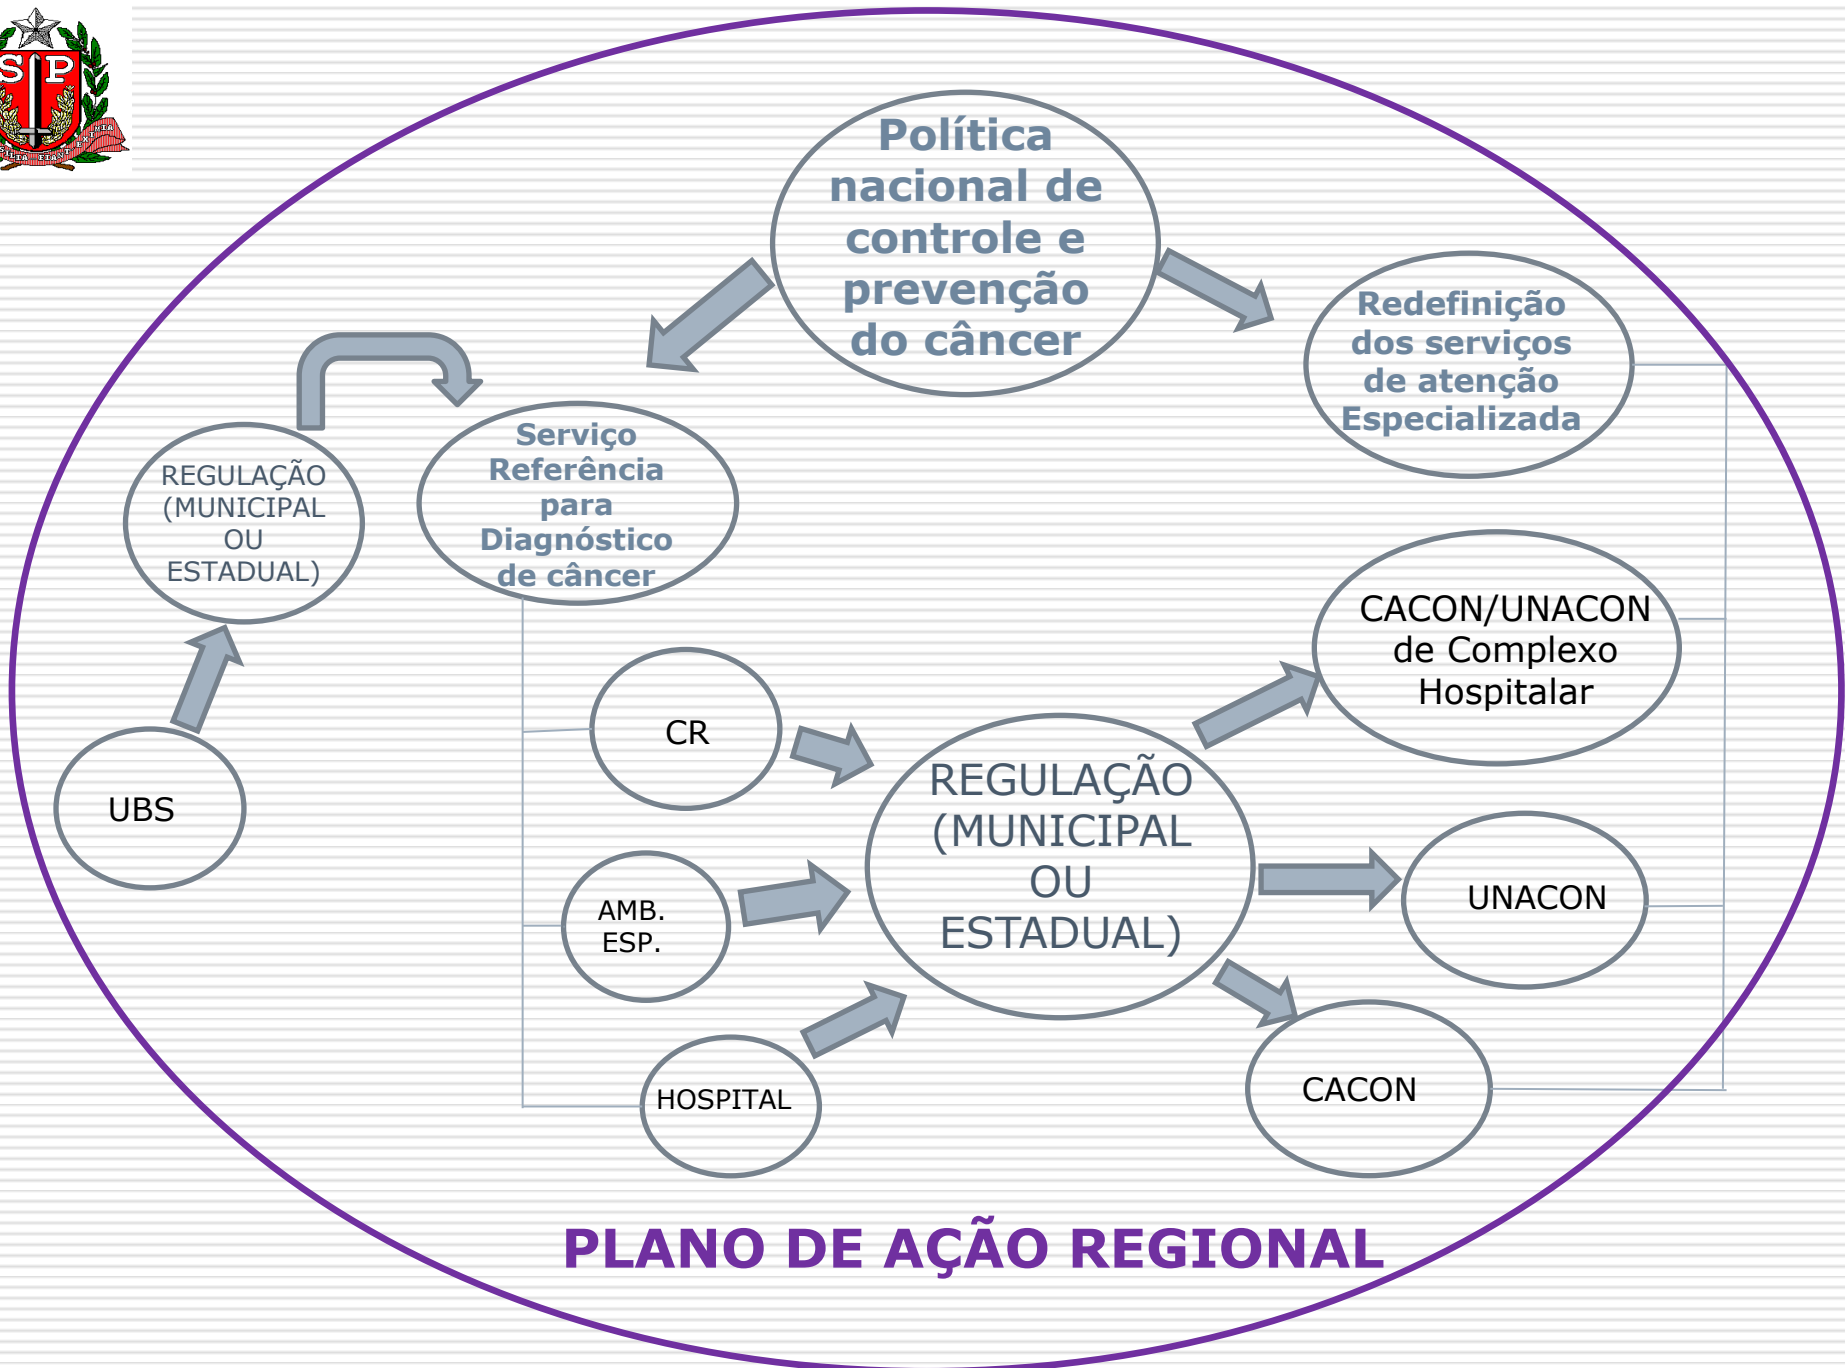 S P
Política
nacional de
controle e
prevenção
do câncer
Redefinição
dos serviços
de atenção
Especializada
Serviço
Referência
para
Diagnóstico
de câncer
REGULAÇÃO
(MUNICIPAL
OU
ESTADUAL)
UBS
CR
AMB.
ESP.
HOSPITAL
REGULAÇÃO
(MUNICIPAL
OU
ESTADUAL)
CACON/UNACON
de Complexo
Hospitalar
UNACON
CACON
PLANO DE AÇÃO REGIONAL